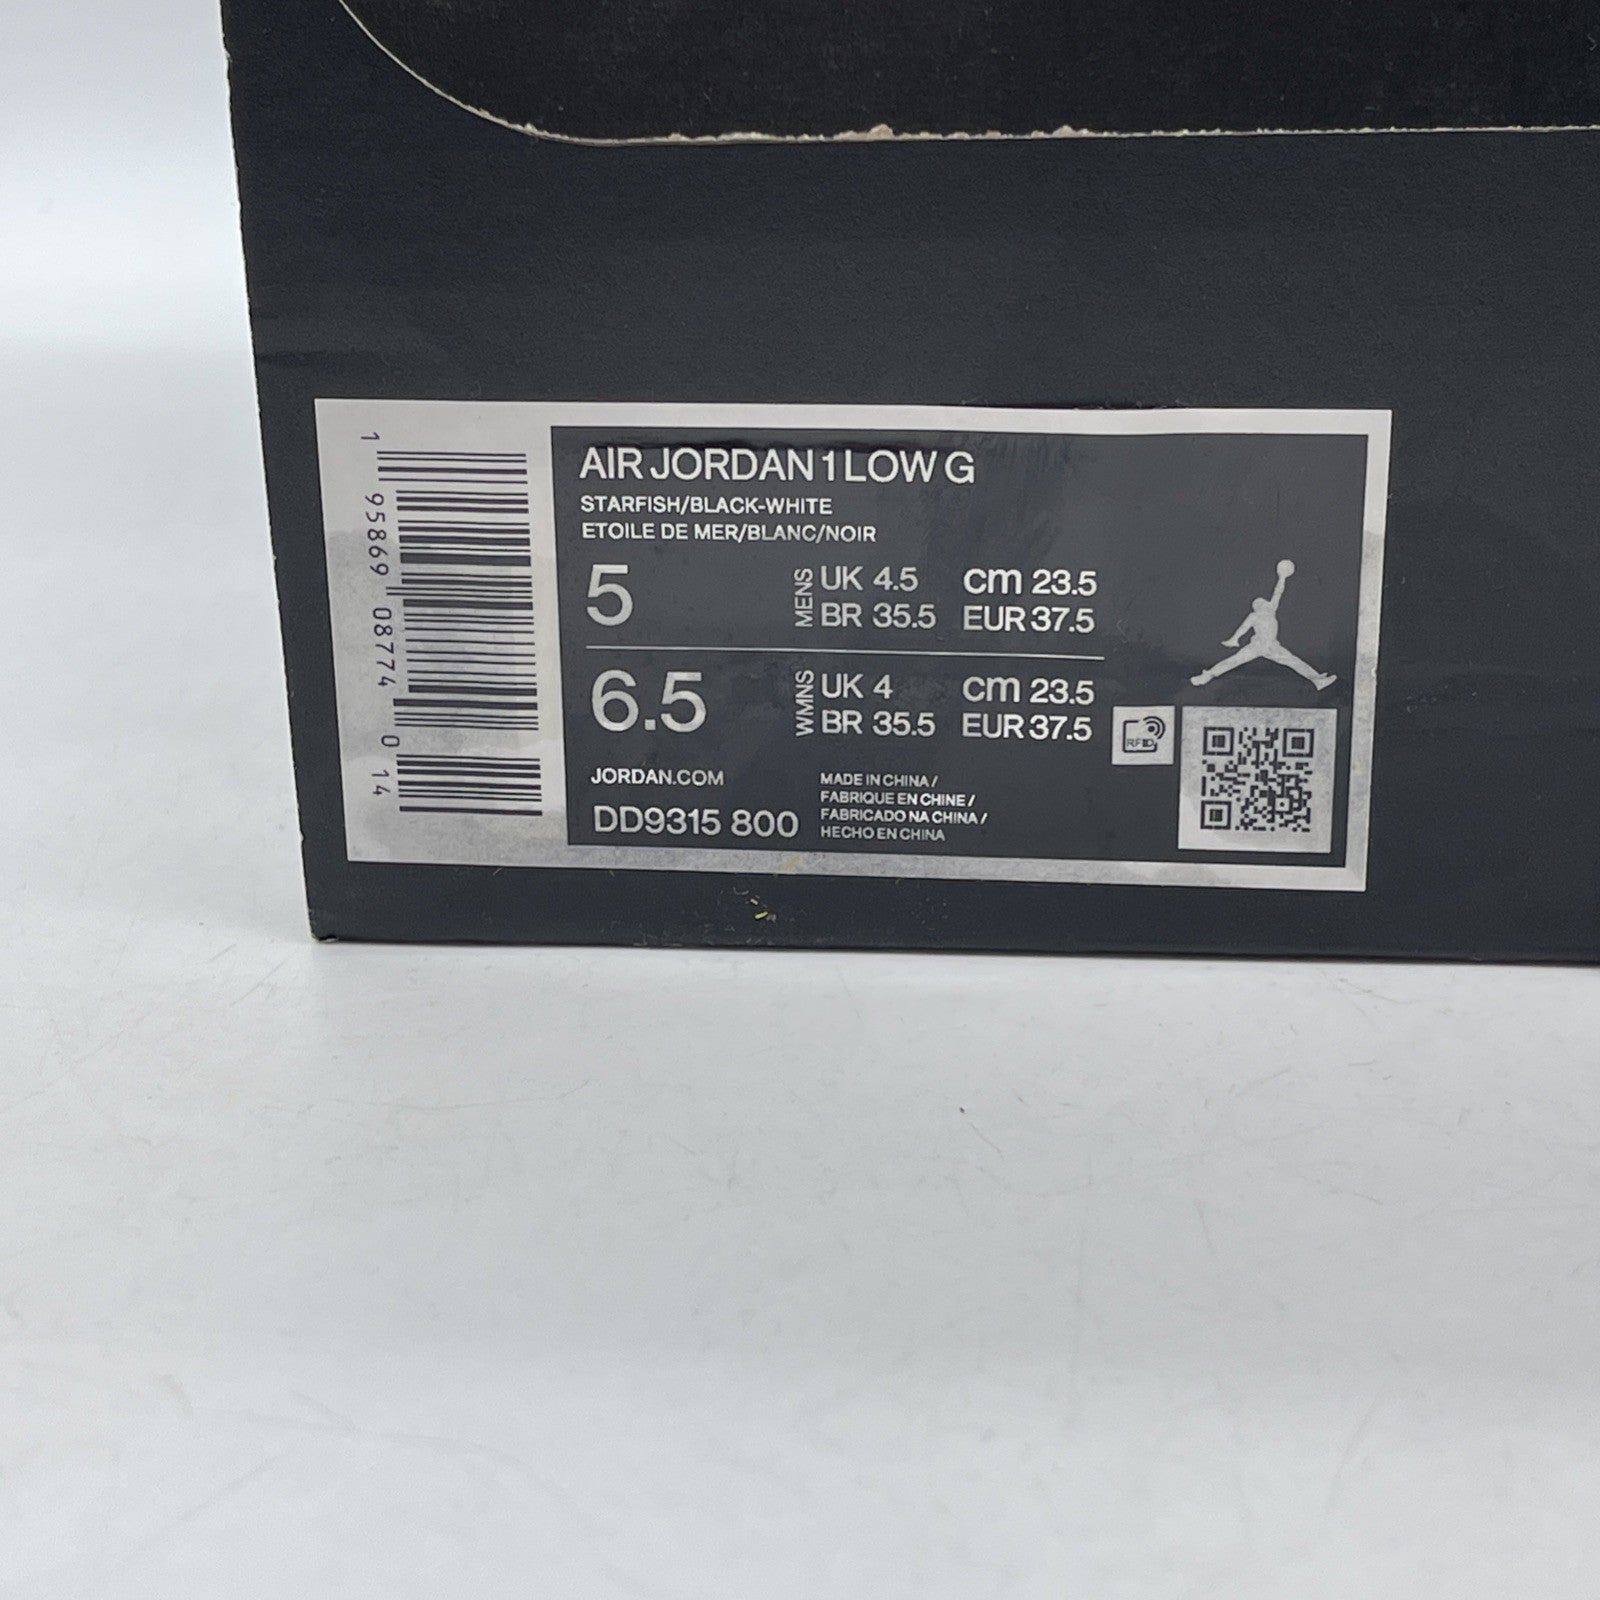 AIR JORDAN 1 LOW G
STARFISH/BLACK-WHITE
ETOILE DE MER/BLANC/NOIR
5 MENS UK 4.5 cm 23.5
BR 35.5 EUR 37.5
6.5 WMNS UK 4 cm 23.5
BR 35.5 EUR 37.5
JORDAN.COM
DD9315 800
MADE IN CHINA /
FABRIQUE EN CHINE /
FABRICADO NA CHINA /
HECHO EN CHINA
RFID
1 95869 08774 0 14